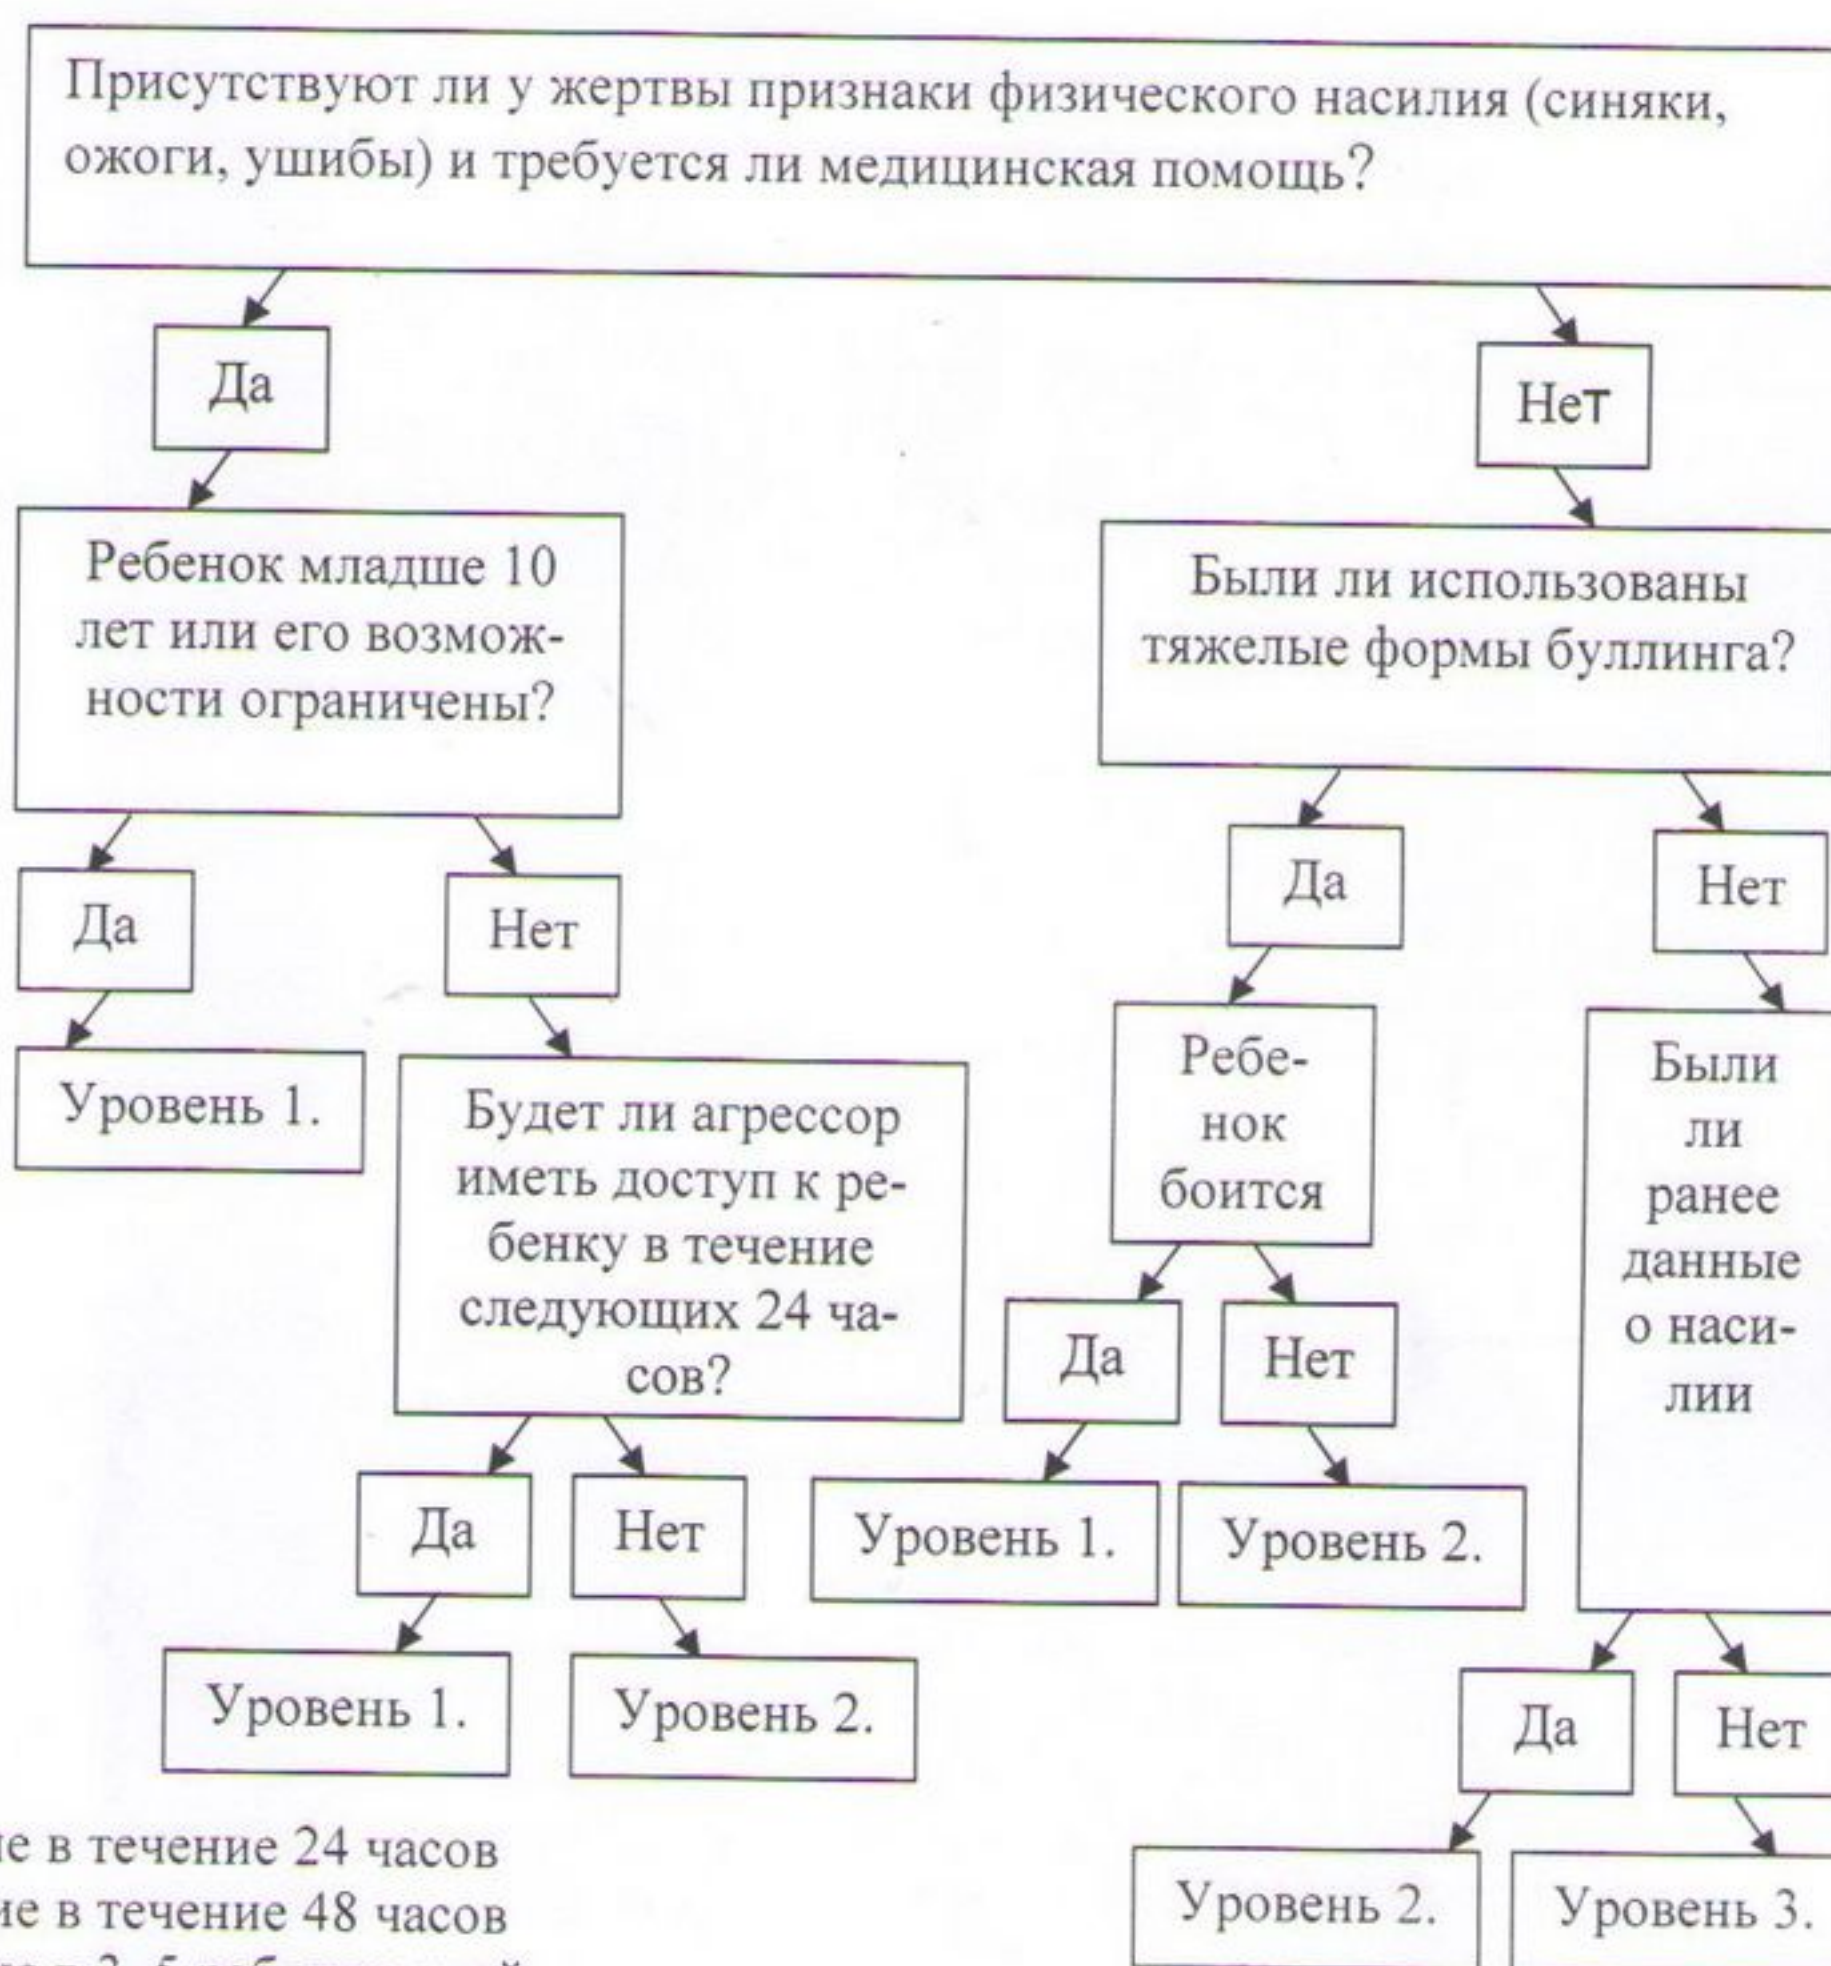 Присутствуют ли у жертвы признаки физического насилия (синяки,
ожоги, ушибы) и требуется ли медицинская помощь?
Да
Нет
Ребенок младше 10
лет или его возмож-
ности ограничены?
Были ли использованы
тяжелые формы буллинга?
Да
Нет
Да
Нет
Уровень 1.
Будет ли агрессор
иметь доступ к ре-
бенку в течение
следующих 24 ча-
сов?
Ребе-
нок
боится
Были
ли
ранее
данные
о наси-
лии
Да
Нет
Да
Нет
Уровень 1.
Уровень 2.
Уровень 1.
Уровень 2.
Да
Нет
Уровень 2.
Уровень 3.
в течение 24 часов
в течение 48 часов